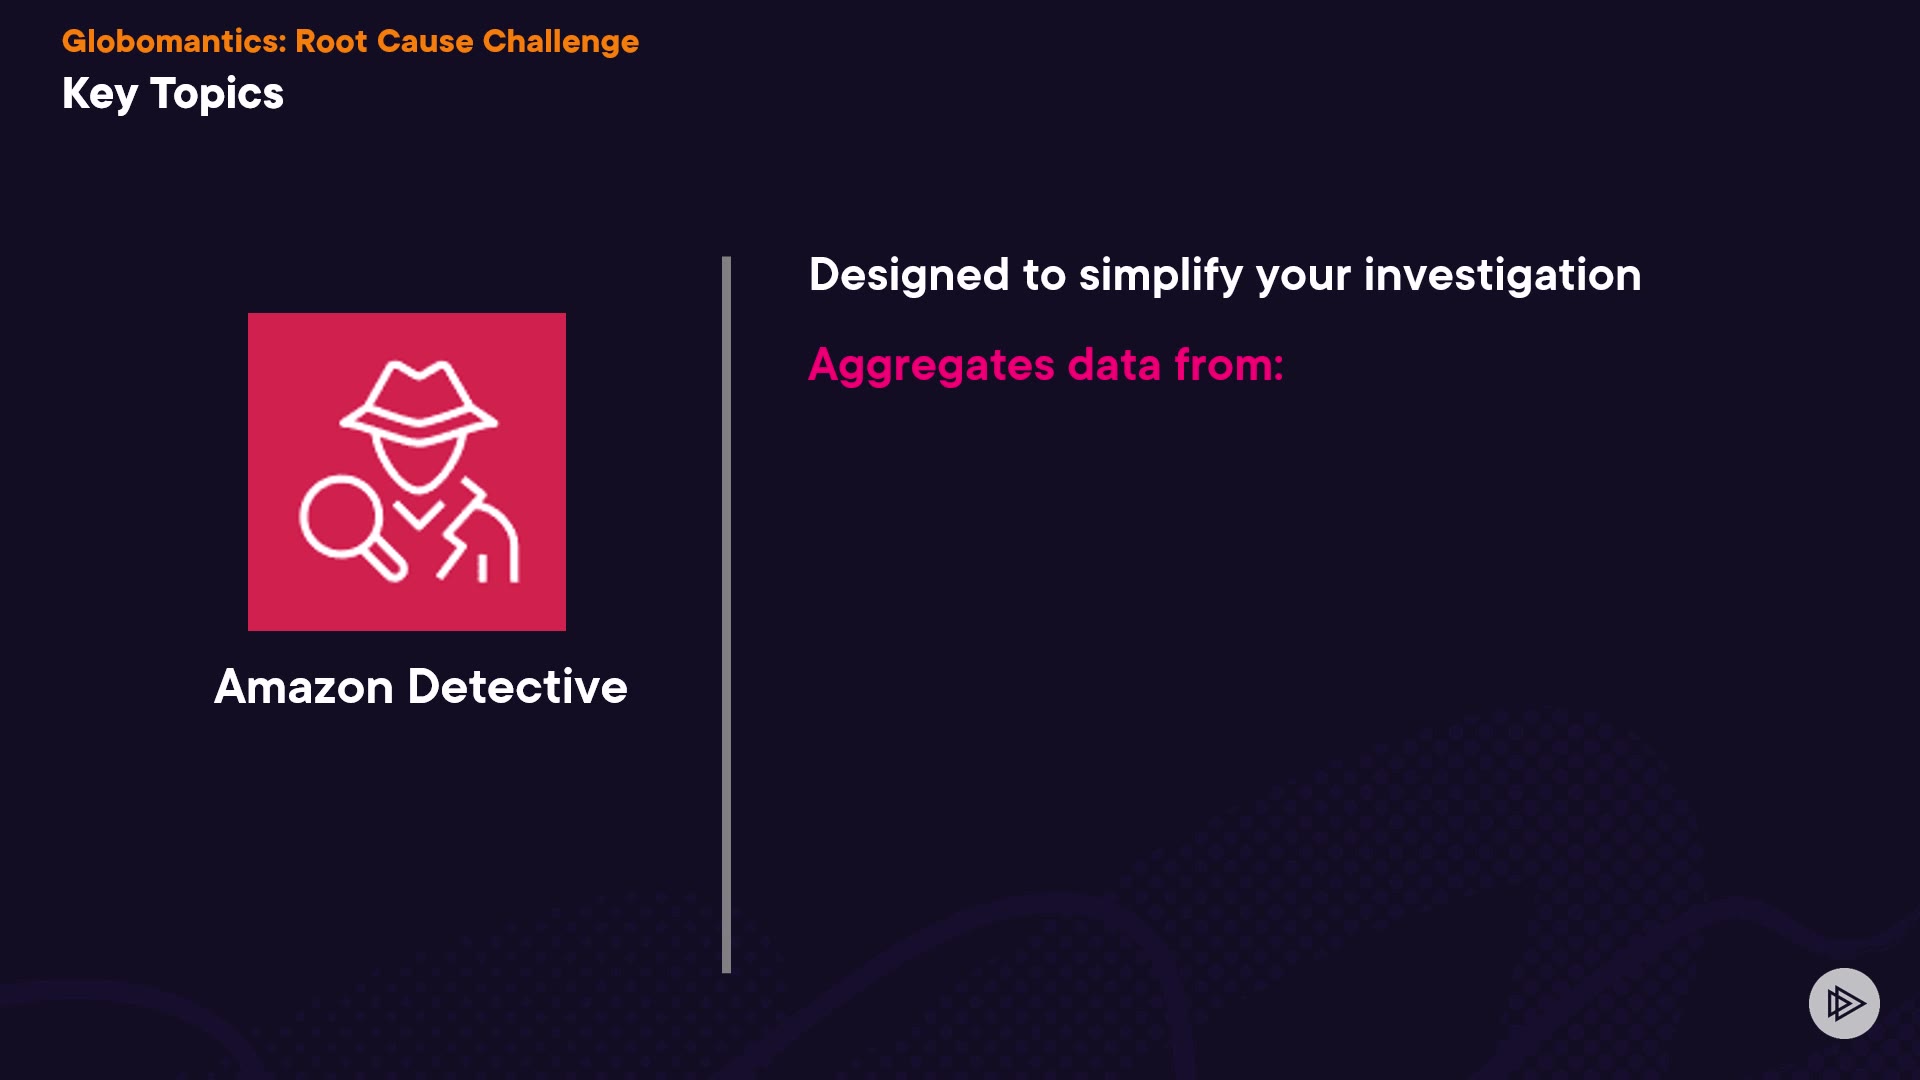 Globomantics: Root Cause Challenge
Key Topics
Designed to simplify your investigation
Aggregates data from:
Amazon Detective